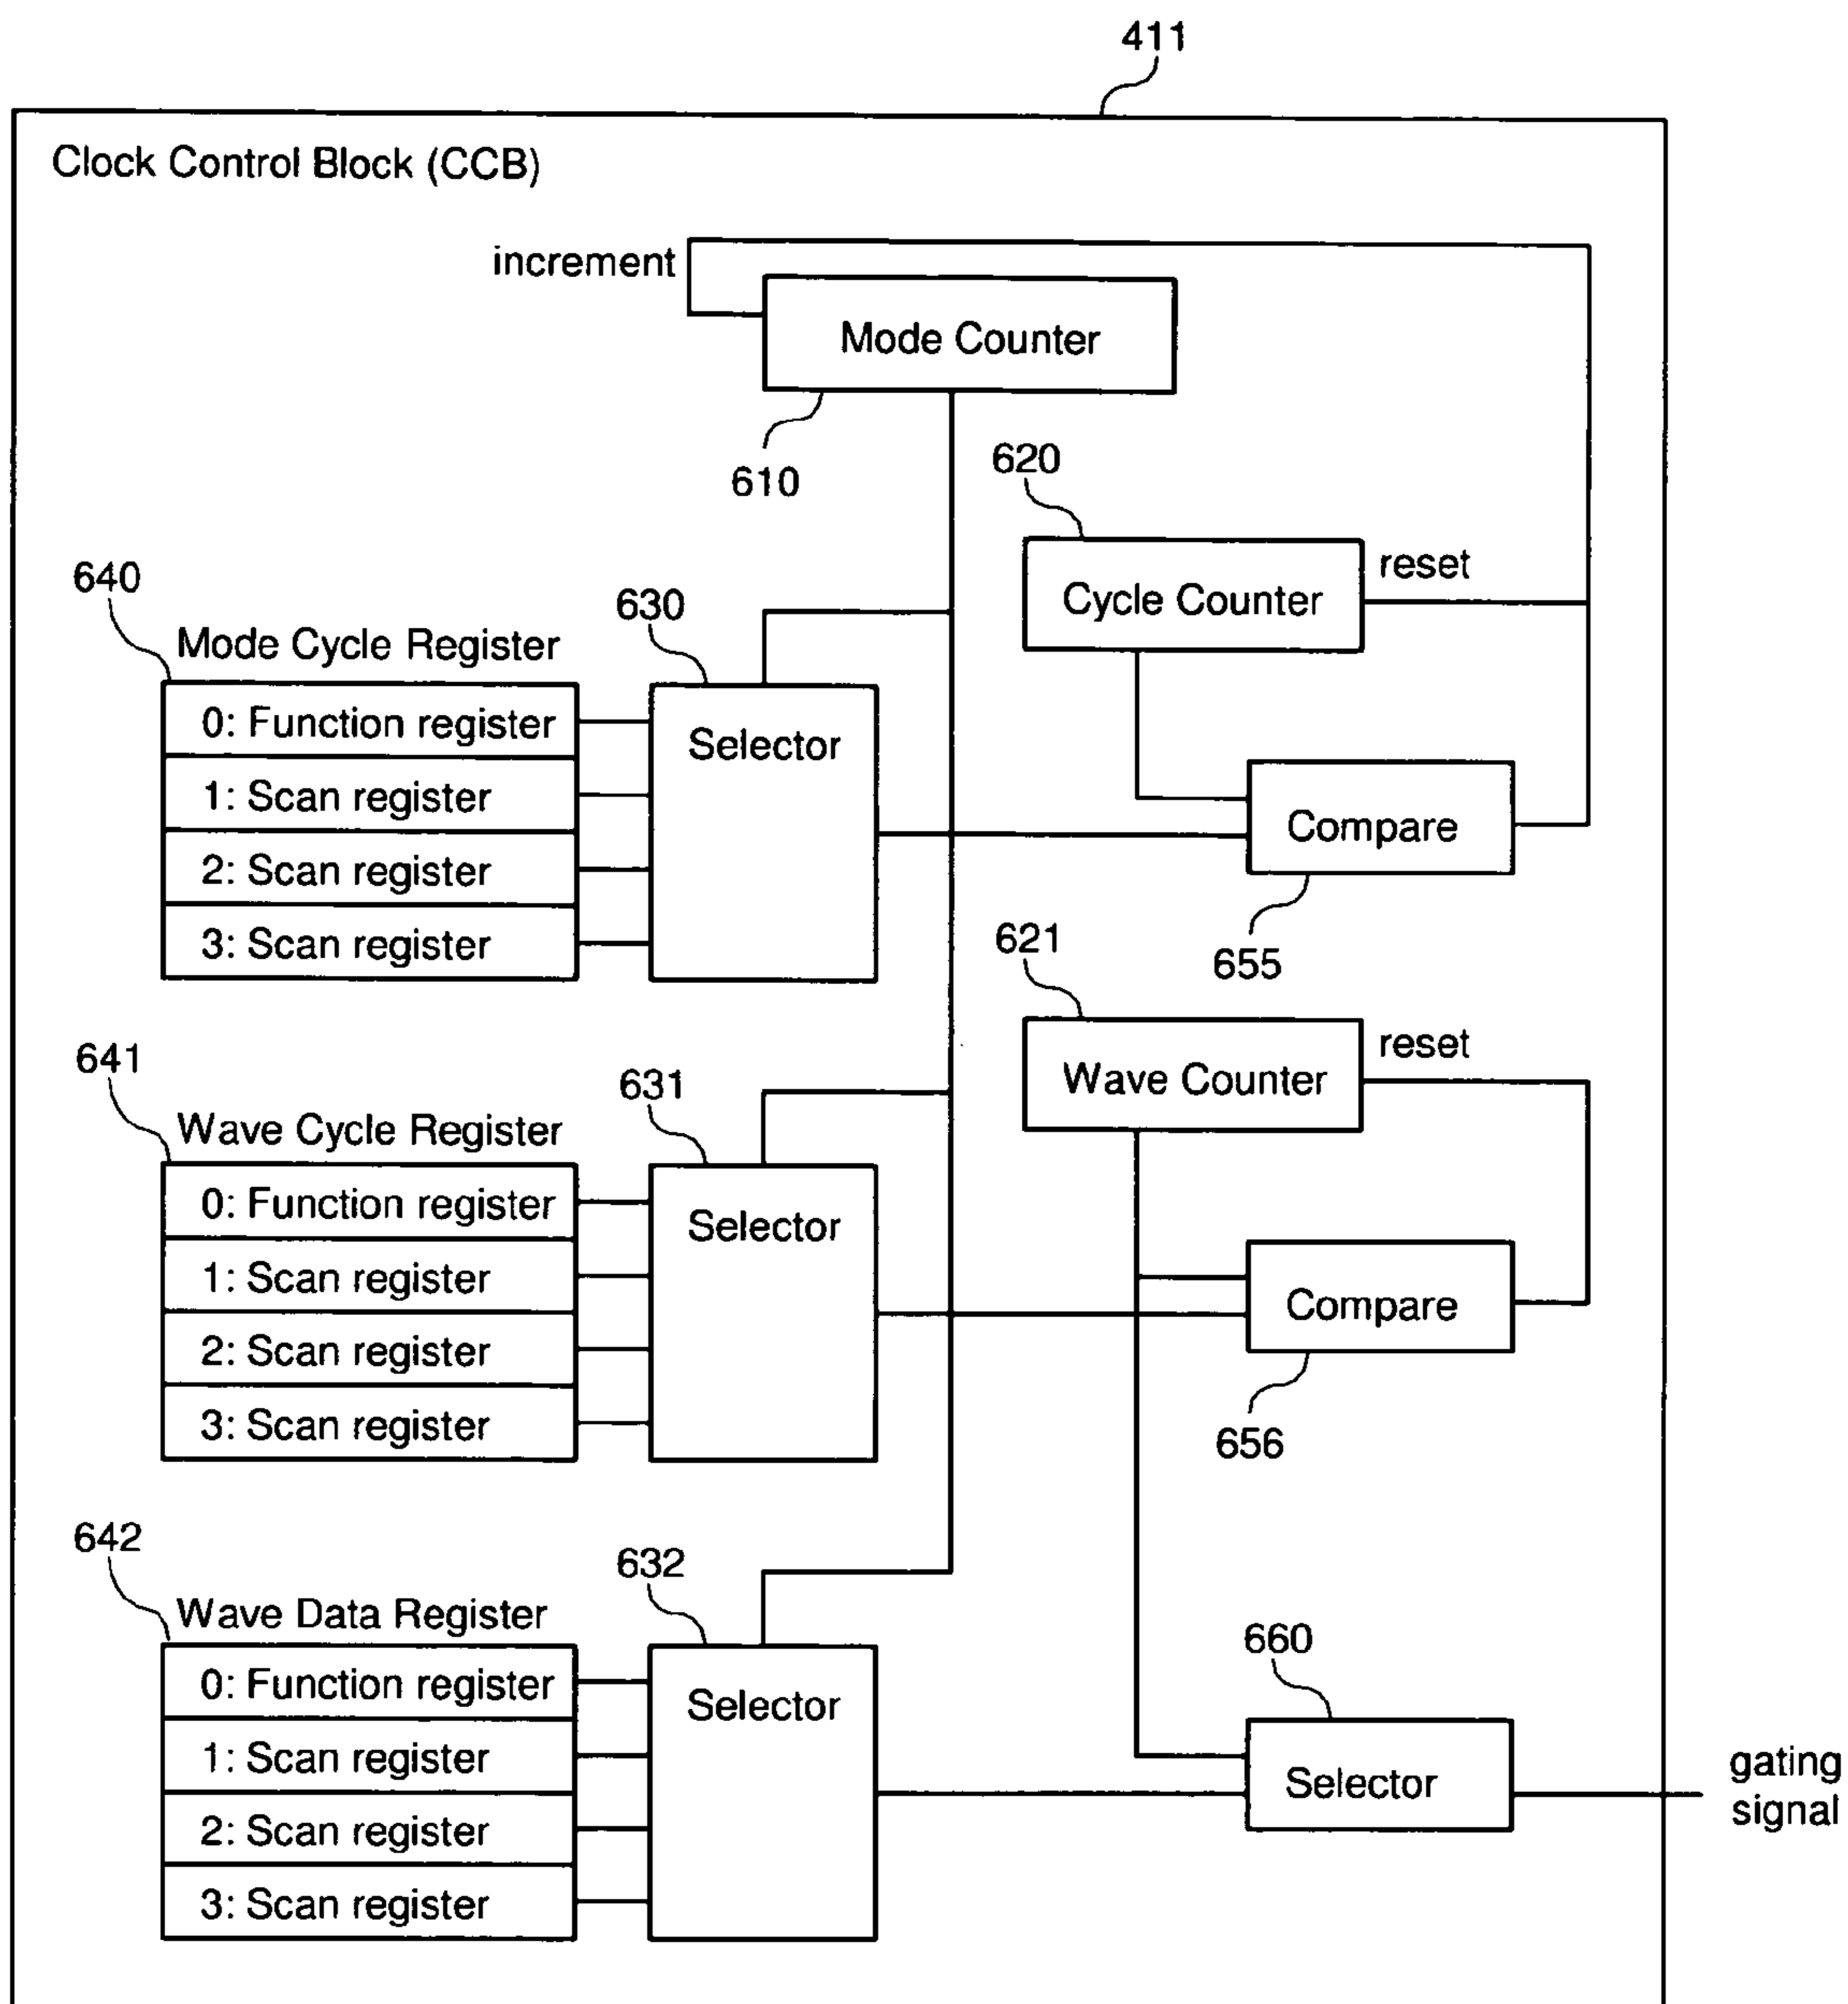 411
Clock Control Block (CCB)
increment
Mode Counter
610
620
Cycle Counter
reset
640
Mode Cycle Register
630
0: Function register
1: Scan register
2: Scan register
3: Scan register
Selector
Compare
655
621
Wave Counter
reset
641
Wave Cycle Register
631
0: Function register
1: Scan register
2: Scan register
3: Scan register
Selector
Compare
656
642
Wave Data Register
632
0: Function register
1: Scan register
2: Scan register
3: Scan register
Selector
660
Selector
gating
signal